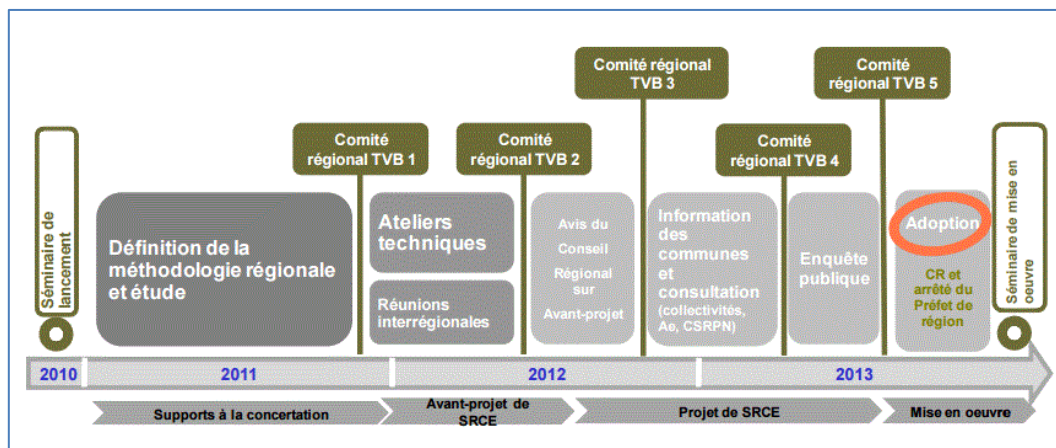 Comité régional
TVB 3
Comité régional
TVB 5
Comité
régional TVB 1
Comité
régional TVB 2
Comité
régional TVB 4
Séminaire de
lancement
Définition de la
méthodologie régionale
et étude
Ateliers
techniques
Réunions
interrégionales
Avis du
Conseil
Régional sur
Avant-projet
Information
des
communes et
consultation
(collectivités,
Ae, CSRPN)
Enquête
publique
Adoption
CR et
arrêté du
Préfet de
région
Séminaire de mise en
oeuvre
2010
2011
2012
2013
Supports à la concertation
Avant-projet de
SRCE
Projet de SRCE
Mise en oeuvre